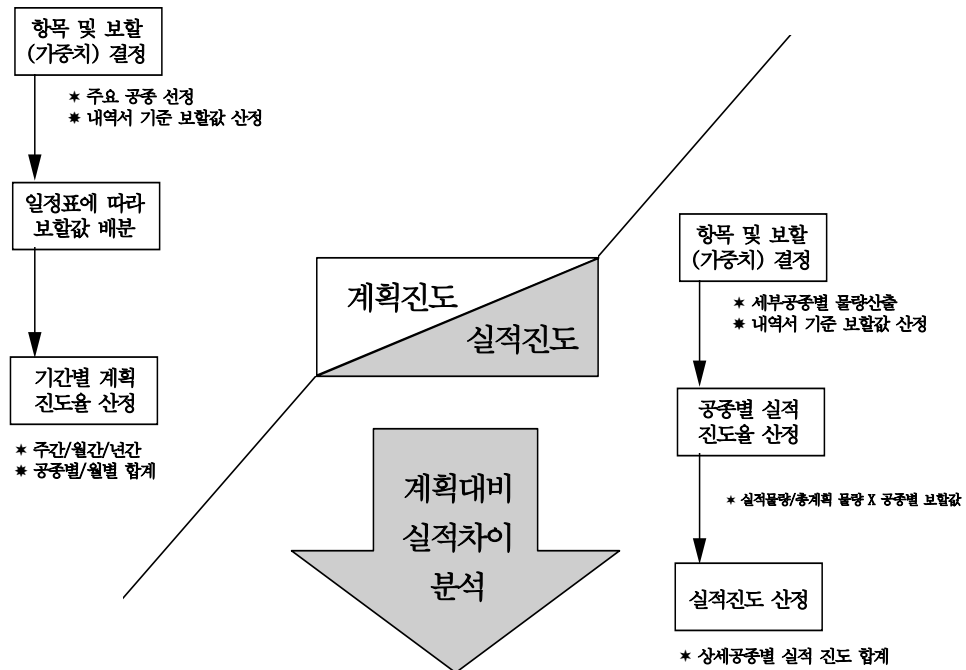 항목 및 보할
(가중치) 결정
✶ 주요 공종 선정
✷ 내역서 기준 보할값 산정
일정표에 따라
보할값 배분
기간별 계획
진도율 산정
✶ 주간/월간/년간
✷ 공종별/월별 합계
계획진도
실적진도
계획대비
실적차이
분석
항목 및 보할
(가중치) 결정
✶ 세부공종별 물량산출
✷ 내역서 기준 보할값 산정
공종별 실적
진도율 산정
✶ 실적물량/총계획 물량 X 공종별 보할값
실적진도 산정
✶ 상세공종별 실적 진도 합계